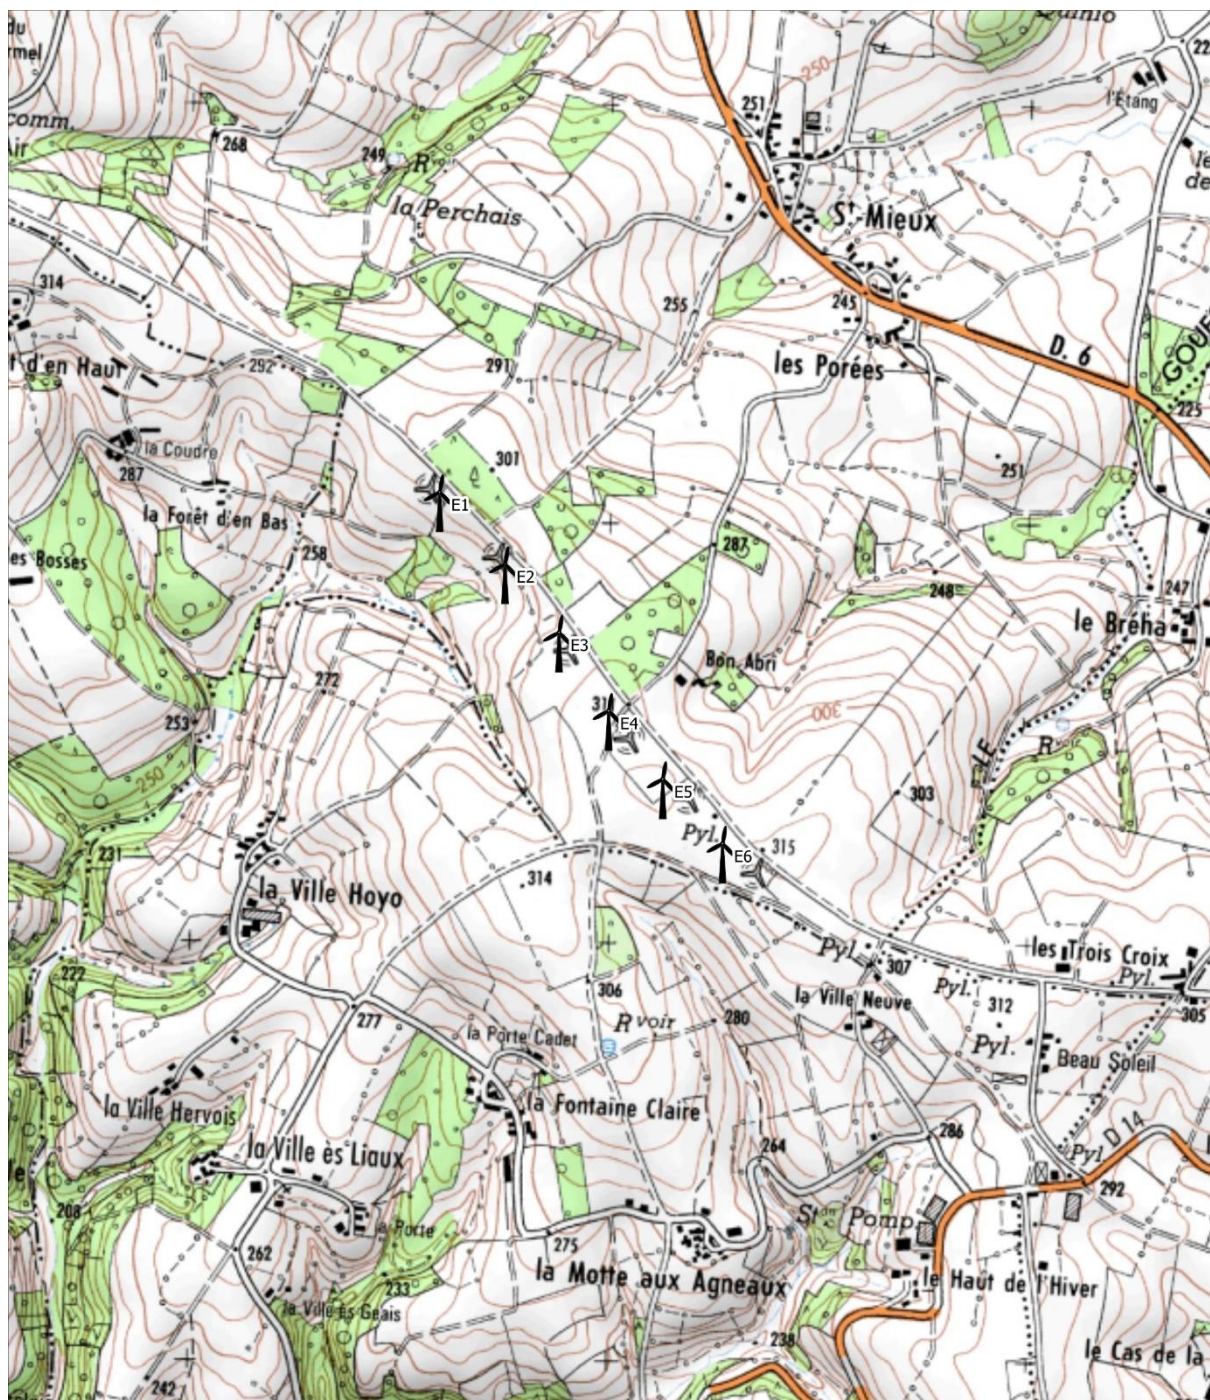 Quinio
du
rmel
250
251
l'Étang
comm.
268
249
R voir
la Perchais
St. Mieux
314
255
245
D. 6
GOUE
t d'en Haut
292
291
les Porées
225
la Coudre
287
301
251
E1
la Forêt d'en Bas
es Bosses
258
E2
287
248
247
le Bréha
E3
Bon Abri
272
253
E4
300
LE
R voir
250
E5
303
Pyl.
E6
315
231
la Ville Hoyo
314
222
Pyl.
307
les Trois Croix
Pyl.
Pyl.
306
la Ville Neuve
312
305
277
R voir
280
la Porte Cadet
Pyl.
Beau Soleil
la Ville Hervois
la Fontaine Claire
la Ville ès Liaux
264
286
D 14
Pyl
292
208
la Porte
Stdn Pomp
262
275
la Motte aux Agneaux
233
le Haut de l'Hiver
la Ville ès Geais
238
le Cas de la
242